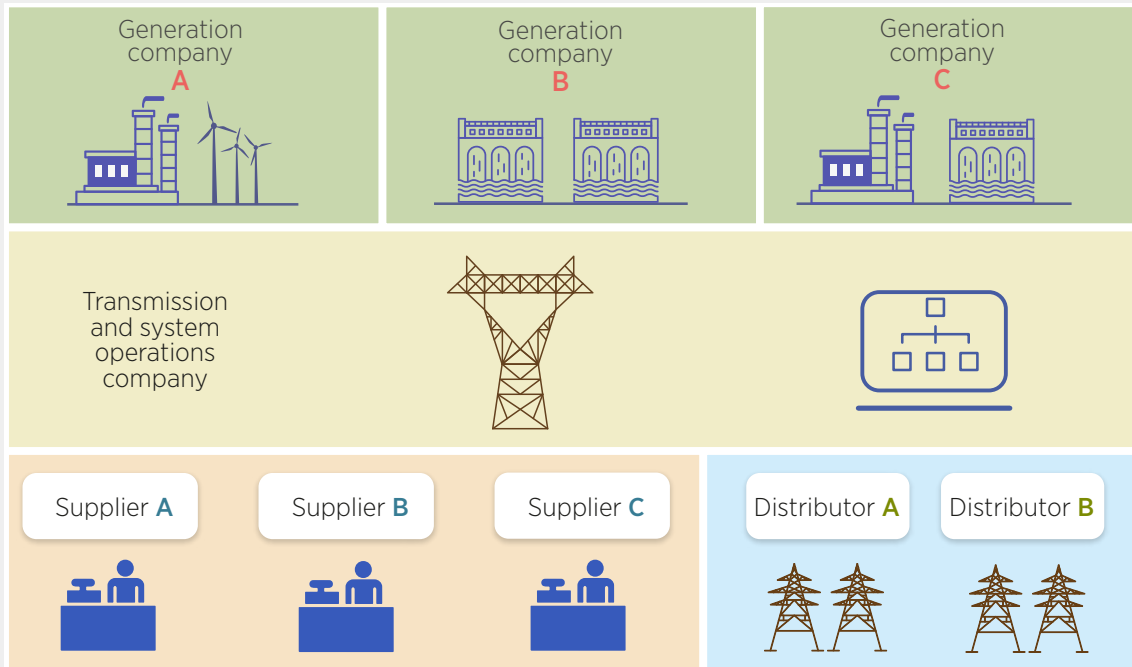 Generation
company
A
Generation
company
B
Generation
company
C
Transmission
and system
operations
company
Supplier A
Supplier B
Supplier C
Distributor A
Distributor B